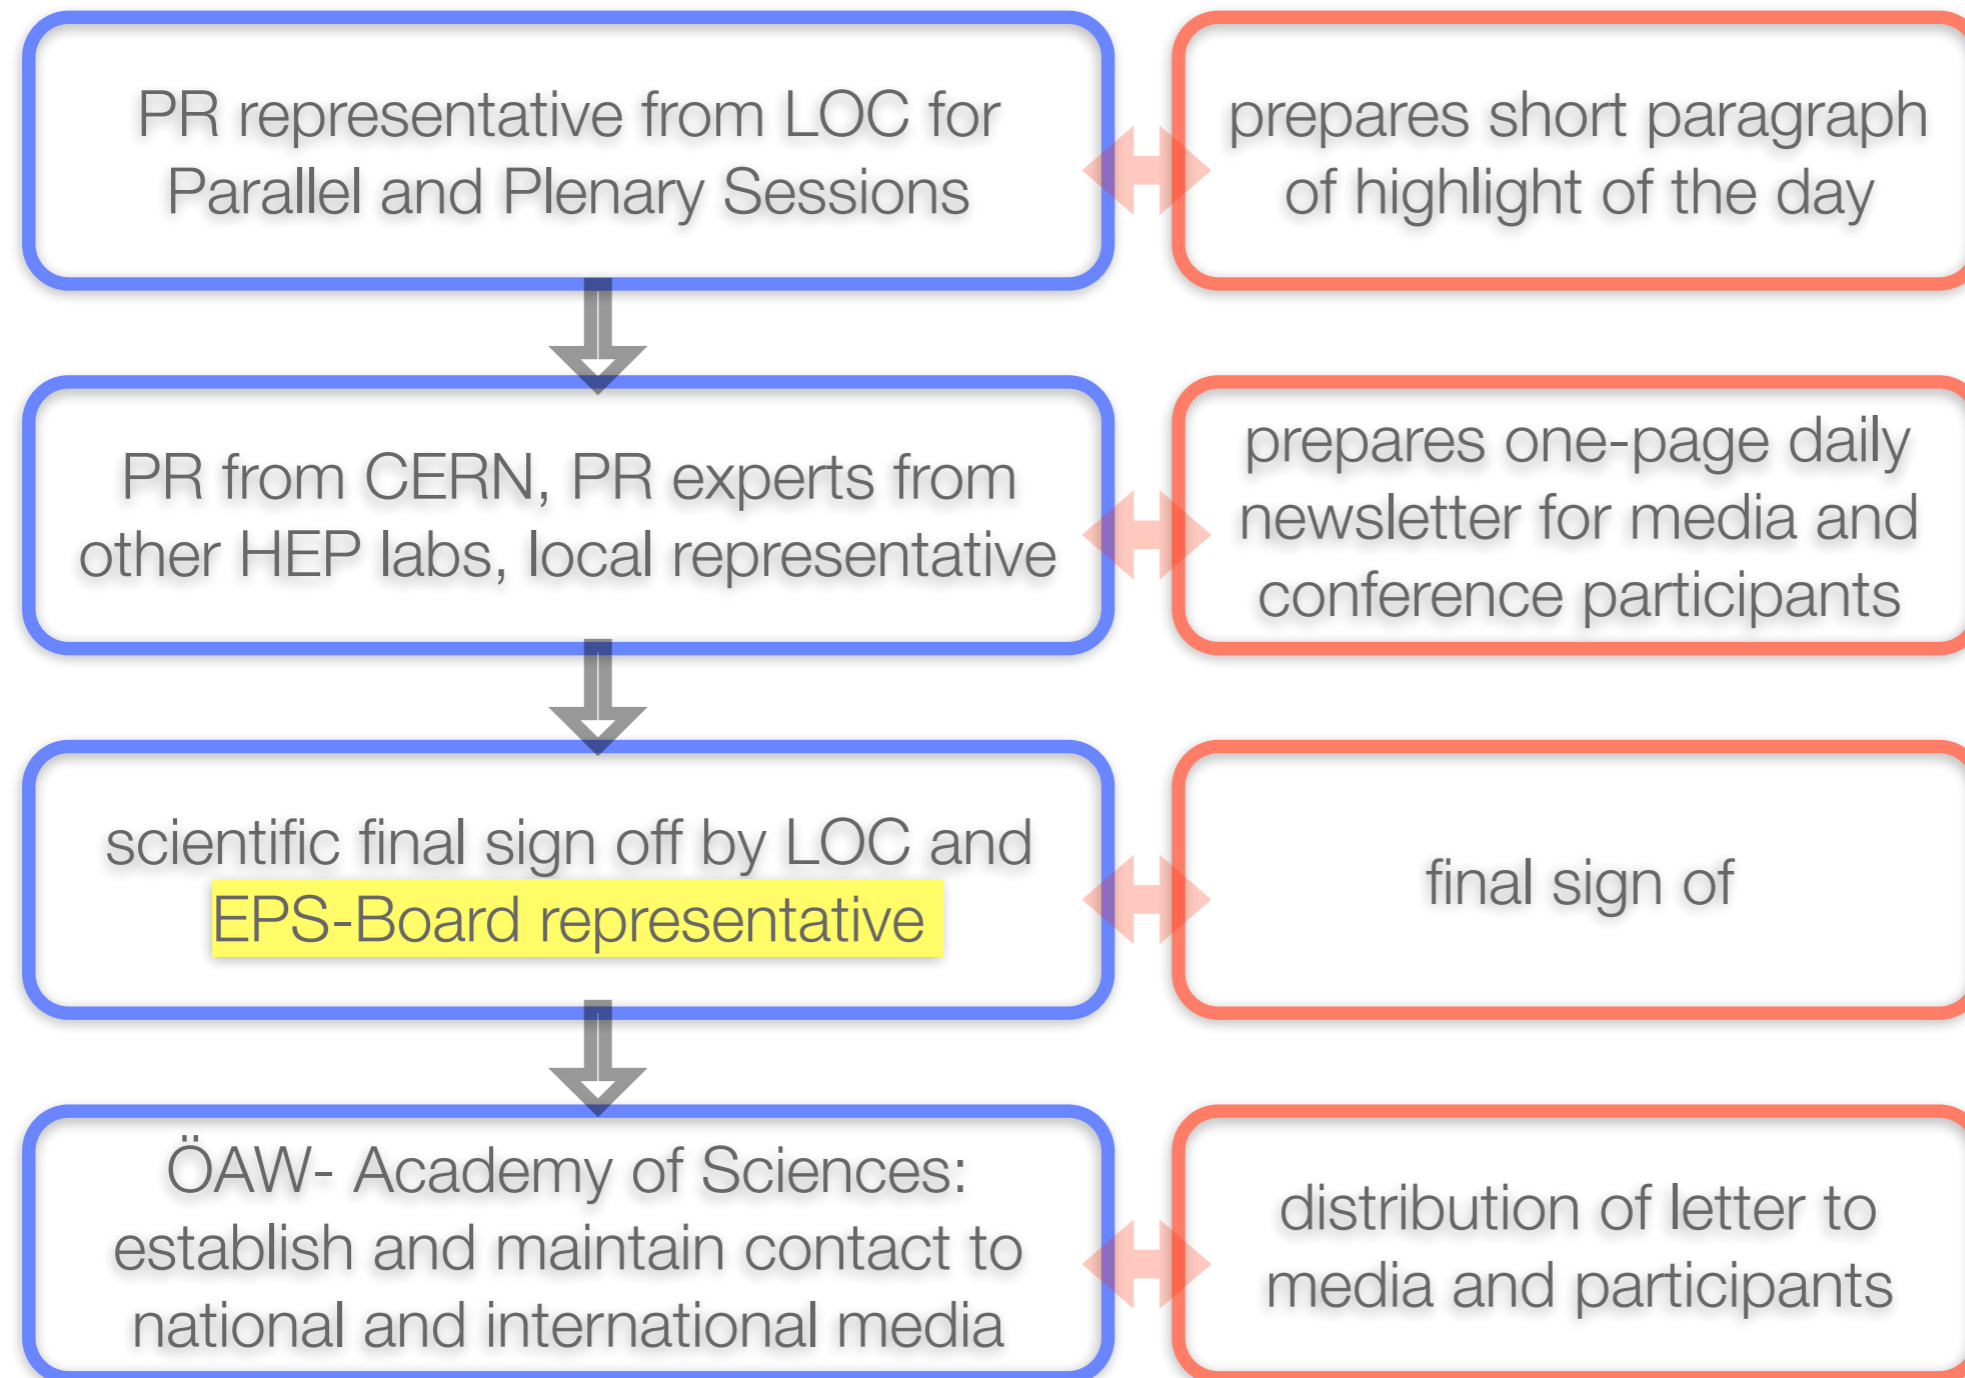 PR representative from LOC for
Parallel and Plenary Sessions
prepares short paragraph
of highlight of the day
PR from CERN, PR experts from
other HEP labs, local representative
prepares one-page daily
newsletter for media and
conference participants
scientific final sign off by LOC and
EPS-Board representative
final sign of
ÖAW- Academy of Sciences:
establish and maintain contact to
national and international media
distribution of letter to
media and participants